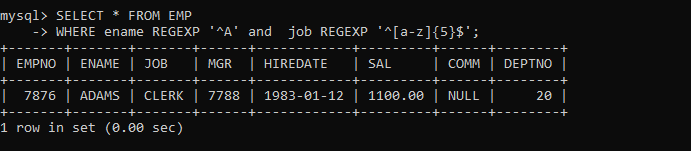 mysql> SELECT * FROM EMP
    -> WHERE ename REGEXP '^A' and  job REGEXP '^[a-z]{5}$';
+-------+-------+-------+------+------------+---------+------+--------+
| EMPNO | ENAME | JOB   | MGR  | HIREDATE   | SAL     | COMM | DEPTNO |
+-------+-------+-------+------+------------+---------+------+--------+
|  7876 | ADAMS | CLERK | 7788 | 1983-01-12 | 1100.00 | NULL |     20 |
+-------+-------+-------+------+------------+---------+------+--------+
1 row in set (0.00 sec)